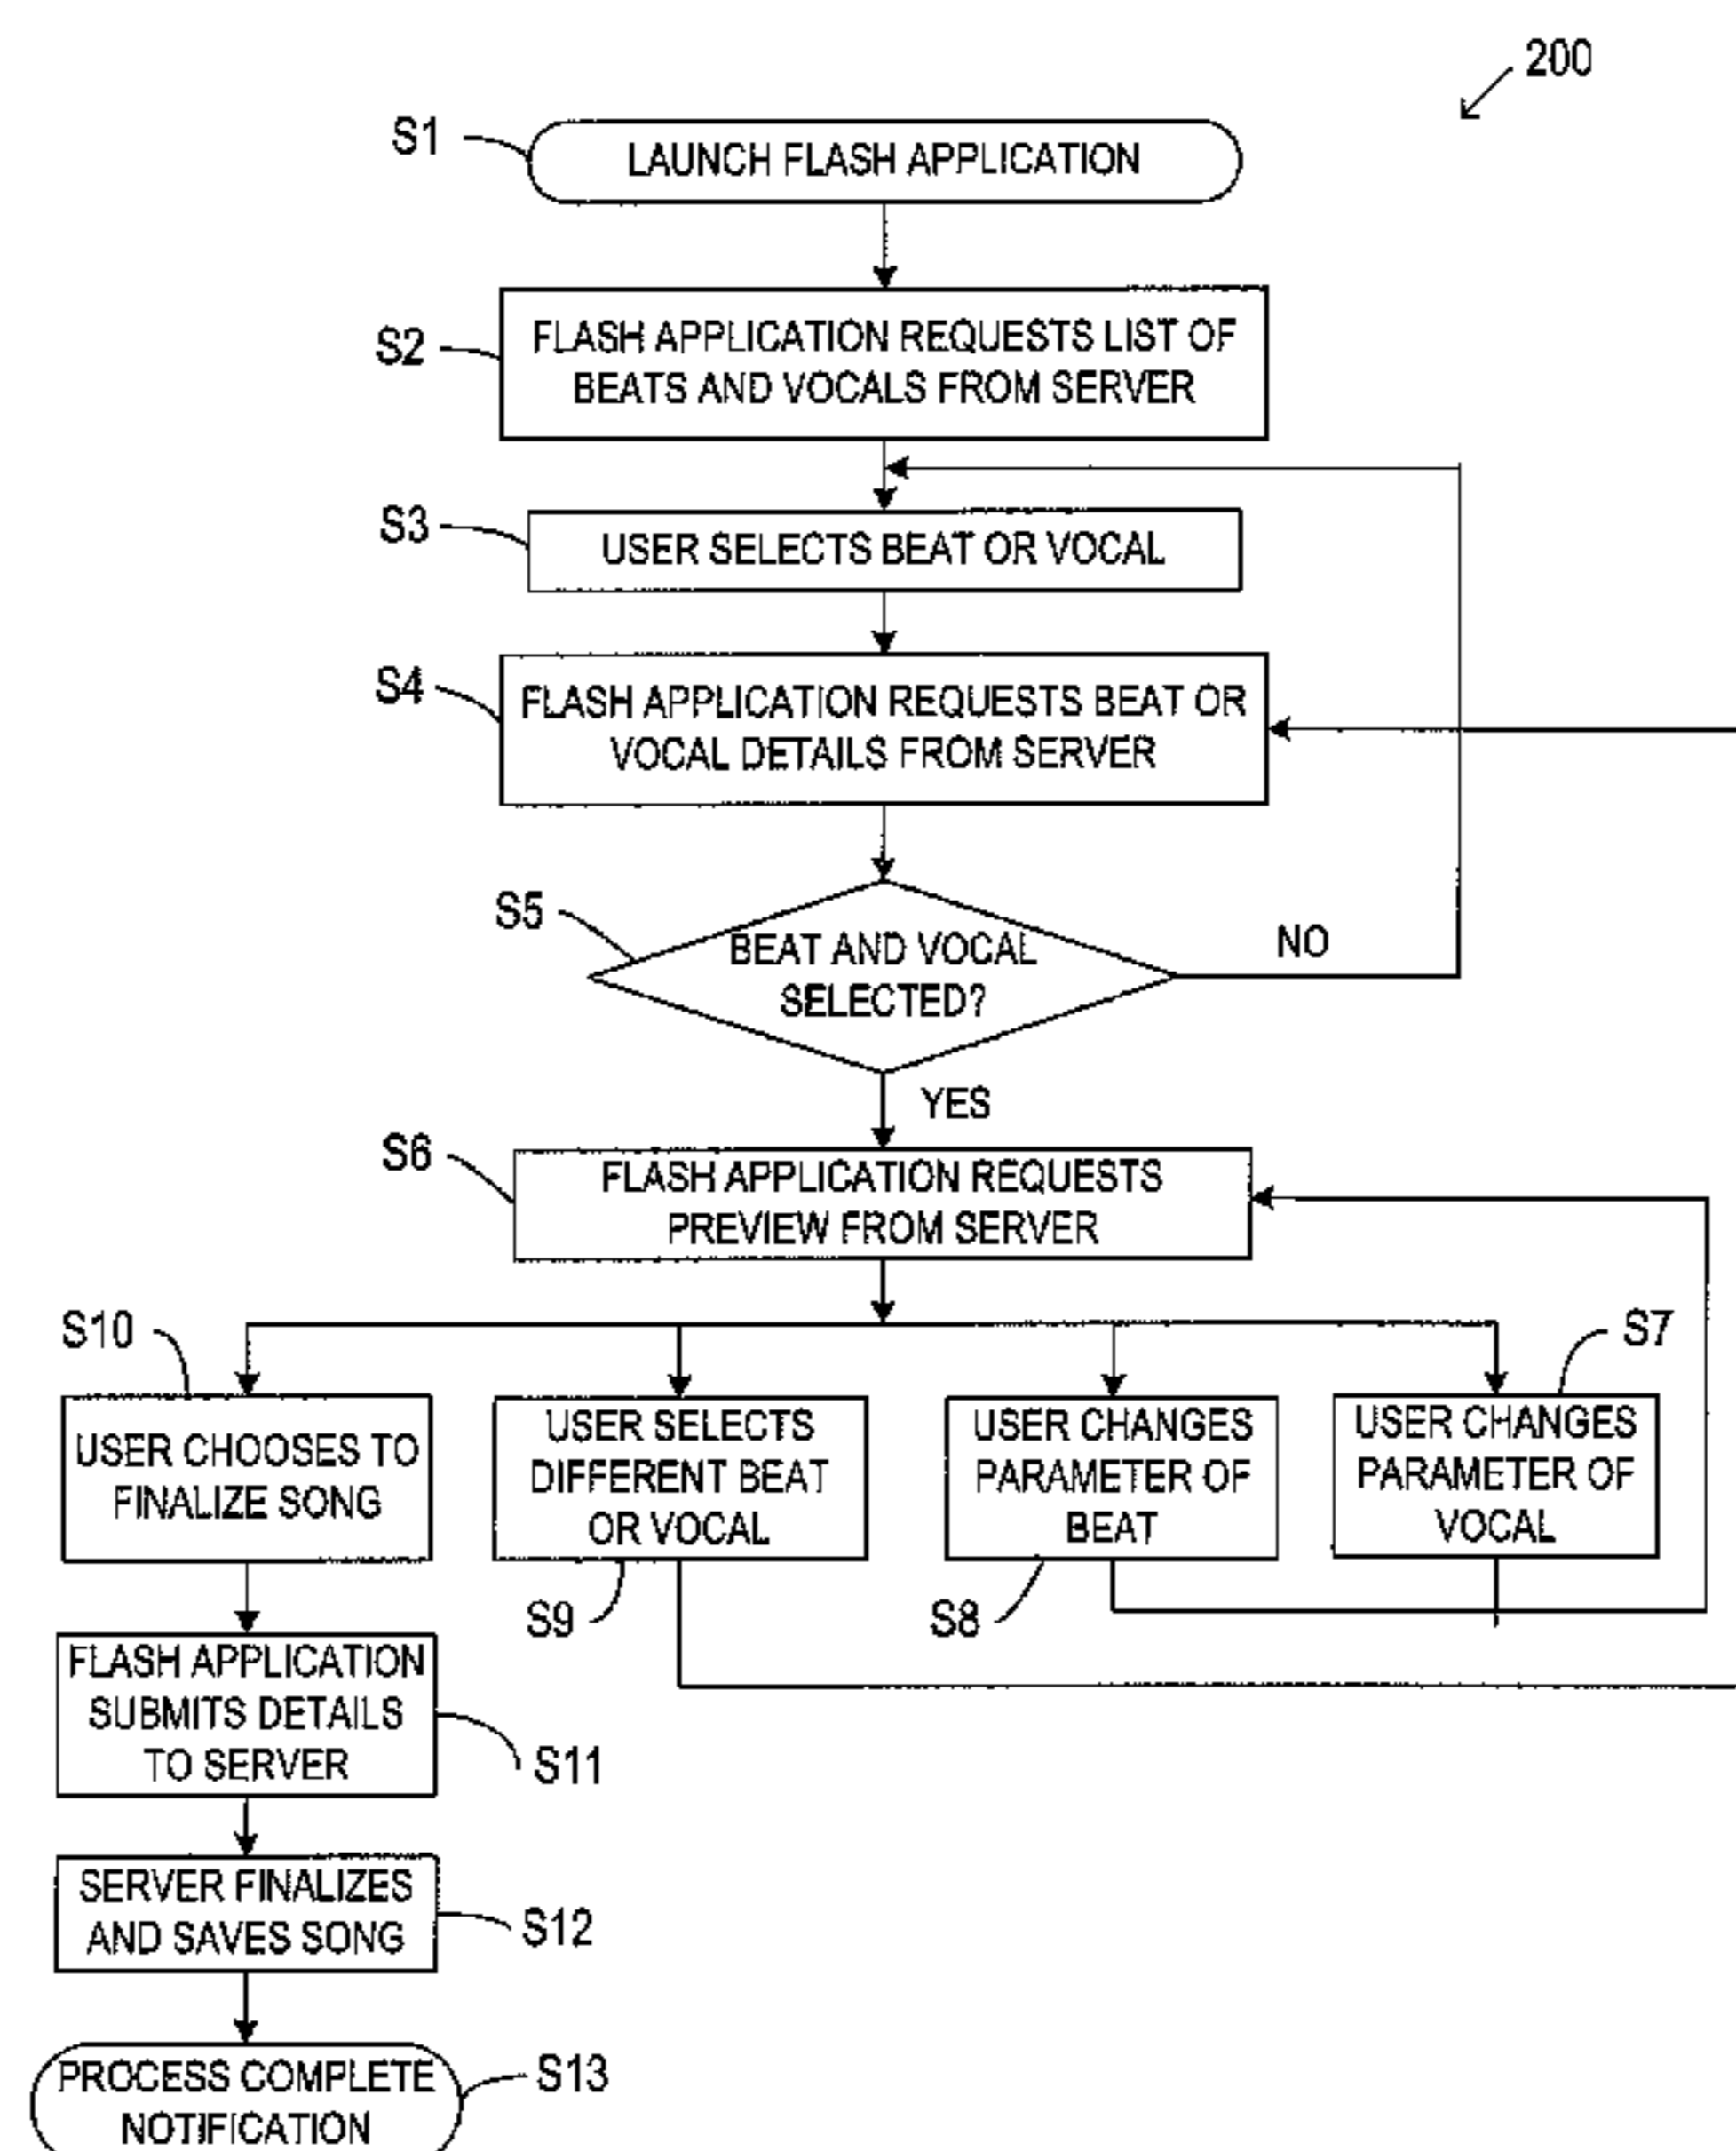 200
S1
LAUNCH FLASH APPLICATION
S2
FLASH APPLICATION REQUESTS LIST OF
BEATS AND VOCALS FROM SERVER
S3
USER SELECTS BEAT OR VOCAL
S4
FLASH APPLICATION REQUESTS BEAT OR
VOCAL DETAILS FROM SERVER
S5
BEAT AND VOCAL
SELECTED?
NO
YES
S6
FLASH APPLICATION REQUESTS
PREVIEW FROM SERVER
S10
USER CHOOSES TO
FINALIZE SONG
USER SELECTS
DIFFERENT BEAT
OR VOCAL
S9
USER CHANGES
PARAMETER OF
BEAT
S8
S7
USER CHANGES
PARAMETER OF
VOCAL
FLASH APPLICATION
SUBMITS DETAILS
TO SERVER
S11
SERVER FINALIZES
AND SAVES SONG
S12
PROCESS COMPLETE
NOTIFICATION
S13